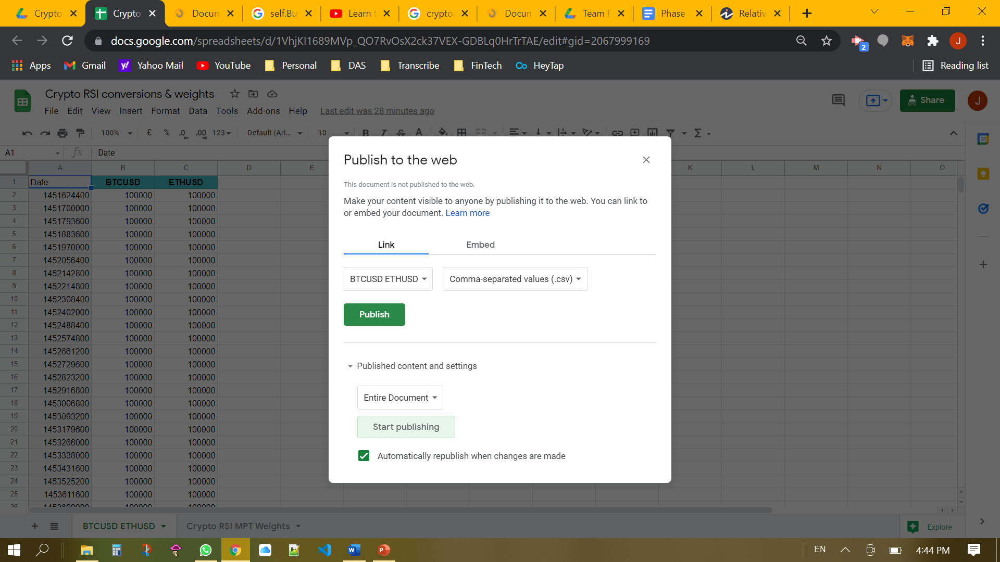 Crypto
Crypto
Docum
self.Bu
Learn t
crypto
Docum
Team F
Phase
Relativ
docs.google.com/spreadsheets/d/1VhjKI1689MVp_QO7RvOsX2ck37VEX-GDBLq0HrTrTAE/edit#gid=2067999169
2
J
Apps
Gmail
Yahoo Mail
YouTube
Personal
DAS
Transcribe
FinTech
HeyTap
Reading list
Crypto RSI conversions & weights
File Edit View Insert Format Data Tools Add-ons Help Last edit was 28 minutes ago
Share
J
100% £ % .0 .00 123 Default (Ari... 10 B I S A Σ
31
A1 fx Date
A B C D E K L M N O
1 Date BTCUSD ETHUSD
2 1451624400 100000 100000
3 1451700000 100000 100000
4 1451793600 100000 100000
5 1451883600 100000 100000
6 1451970000 100000 100000
7 1452056400 100000 100000
8 1452142800 100000 100000
9 1452214800 100000 100000
10 1452308400 100000 100000
11 1452402000 100000 100000
12 1452488400 100000 100000
13 1452574800 100000 100000
14 1452661200 100000 100000
15 1452729600 100000 100000
16 1452823200 100000 100000
17 1452916800 100000 100000
18 1453006800 100000 100000
19 1453093200 100000 100000
20 1453179600 100000 100000
21 1453266000 100000 100000
22 1453338000 100000 100000
23 1453431600 100000 100000
24 1453525200 100000 100000
25 1453611600 100000 100000
Publish to the web
This document is not published to the web.
Make your content visible to anyone by publishing it to the web. You can link to
or embed your document. Learn more
Link Embed
BTCUSD ETHUSD Comma-separated values (.csv)
Publish
Published content and settings
Entire Document
Start publishing
Automatically republish when changes are made
BTCUSD ETHUSD Crypto RSI MPT Weights
Explore
EN
4:44 PM